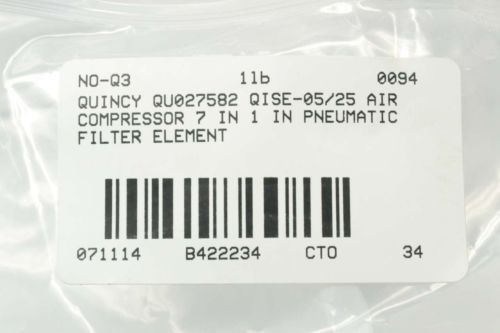 NO-Q3 1lb 0094
QUINCY QU027582 QISE-05/25 AIR
COMPRESSOR 7 IN 1 IN PNEUMATIC
FILTER ELEMENT
071114 B422234 CTO 34